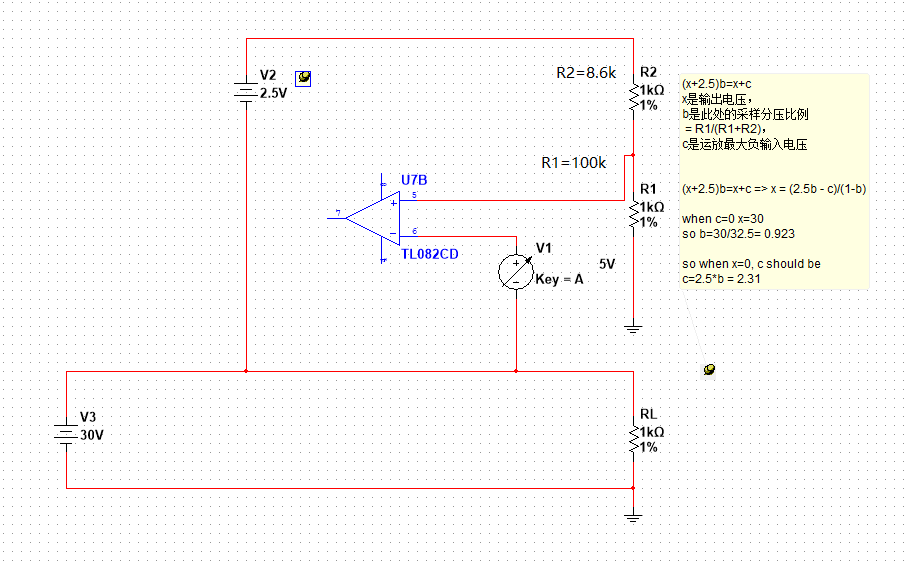 V2
2.5V
R2=8.6k
R2
1kΩ
1%
(x+2.5)b=x+c
x是输出电压，
b是此处的采样分压比例
= R1/(R1+R2)，
c是运放最大负输入电压
(x+2.5)b=x+c => x = (2.5b - c)/(1-b)
when c=0 x=30
so b=30/32.5= 0.923
so when x=0, c should be
c=2.5*b = 2.31
R1=100k
R1
1kΩ
1%
U7B
8
5
7
6
4
TL082CD
V1
5V
Key = A
V3
30V
RL
1kΩ
1%